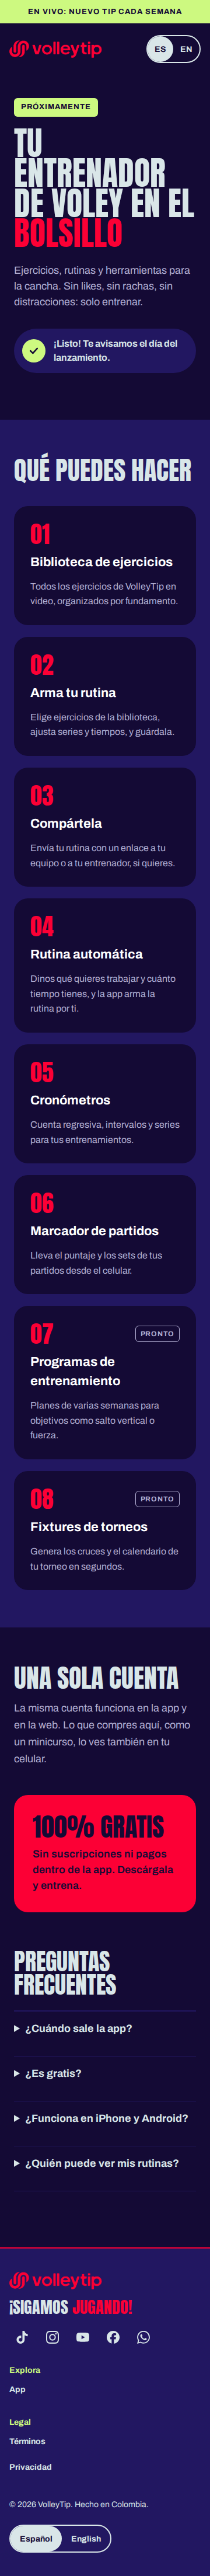 EN VIVO: NUEVO TIP CADA SEMANA
volleytip
ES EN
PRÓXIMAMENTE
TU
ENTRENADOR
DE VOLEY EN EL
BOLSILLO
Ejercicios, rutinas y herramientas para
la cancha. Sin likes, sin rachas, sin
distracciones: solo entrenar.
¡Listo! Te avisamos el día del
lanzamiento.
QUÉ PUEDES HACER
01
Biblioteca de ejercicios
Todos los ejercicios de VolleyTip en
video, organizados por fundamento.
02
Arma tu rutina
Elige ejercicios de la biblioteca,
ajusta series y tiempos, y guárdala.
03
Compártela
Envía tu rutina con un enlace a tu
equipo o a tu entrenador, si quieres.
04
Rutina automática
Dinos qué quieres trabajar y cuánto
tiempo tienes, y la app arma la
rutina por ti.
05
Cronómetros
Cuenta regresiva, intervalos y series
para tus entrenamientos.
06
Marcador de partidos
Lleva el puntaje y los sets de tus
partidos desde el celular.
07
PRONTO
Programas de
entrenamiento
Planes de varias semanas para
objetivos como salto vertical o
fuerza.
08
PRONTO
Fixtures de torneos
Genera los cruces y el calendario de
tu torneo en segundos.
UNA SOLA CUENTA
La misma cuenta funciona en la app y
en la web. Lo que compres aquí, como
un minicurso, lo ves también en tu
celular.
100% GRATIS
Sin suscripciones ni pagos
dentro de la app. Descárgala
y entrena.
PREGUNTAS
FRECUENTES
¿Cuándo sale la app?
¿Es gratis?
¿Funciona en iPhone y Android?
¿Quién puede ver mis rutinas?
volleytip
¡SIGAMOS JUGANDO!
Explora
App
Legal
Términos
Privacidad
© 2026 VolleyTip. Hecho en Colombia.
Español English